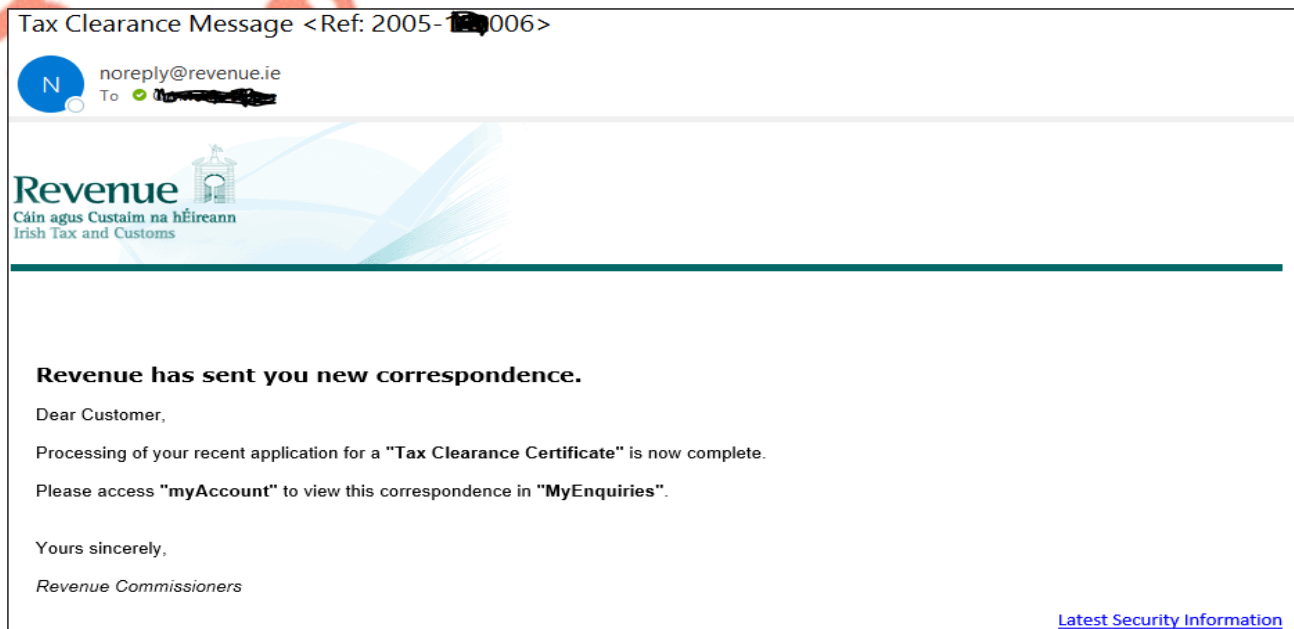 Tax Clearance Message <Ref: 2005-1 006>
N
noreply@revenue.ie
To
Revenue
Cáin agus Custaim na hÉireann
Irish Tax and Customs
Revenue has sent you new correspondence.
Dear Customer,
Processing of your recent application for a "Tax Clearance Certificate" is now complete.
Please access "myAccount" to view this correspondence in "MyEnquiries".
Yours sincerely,
Revenue Commissioners
Latest Security Information